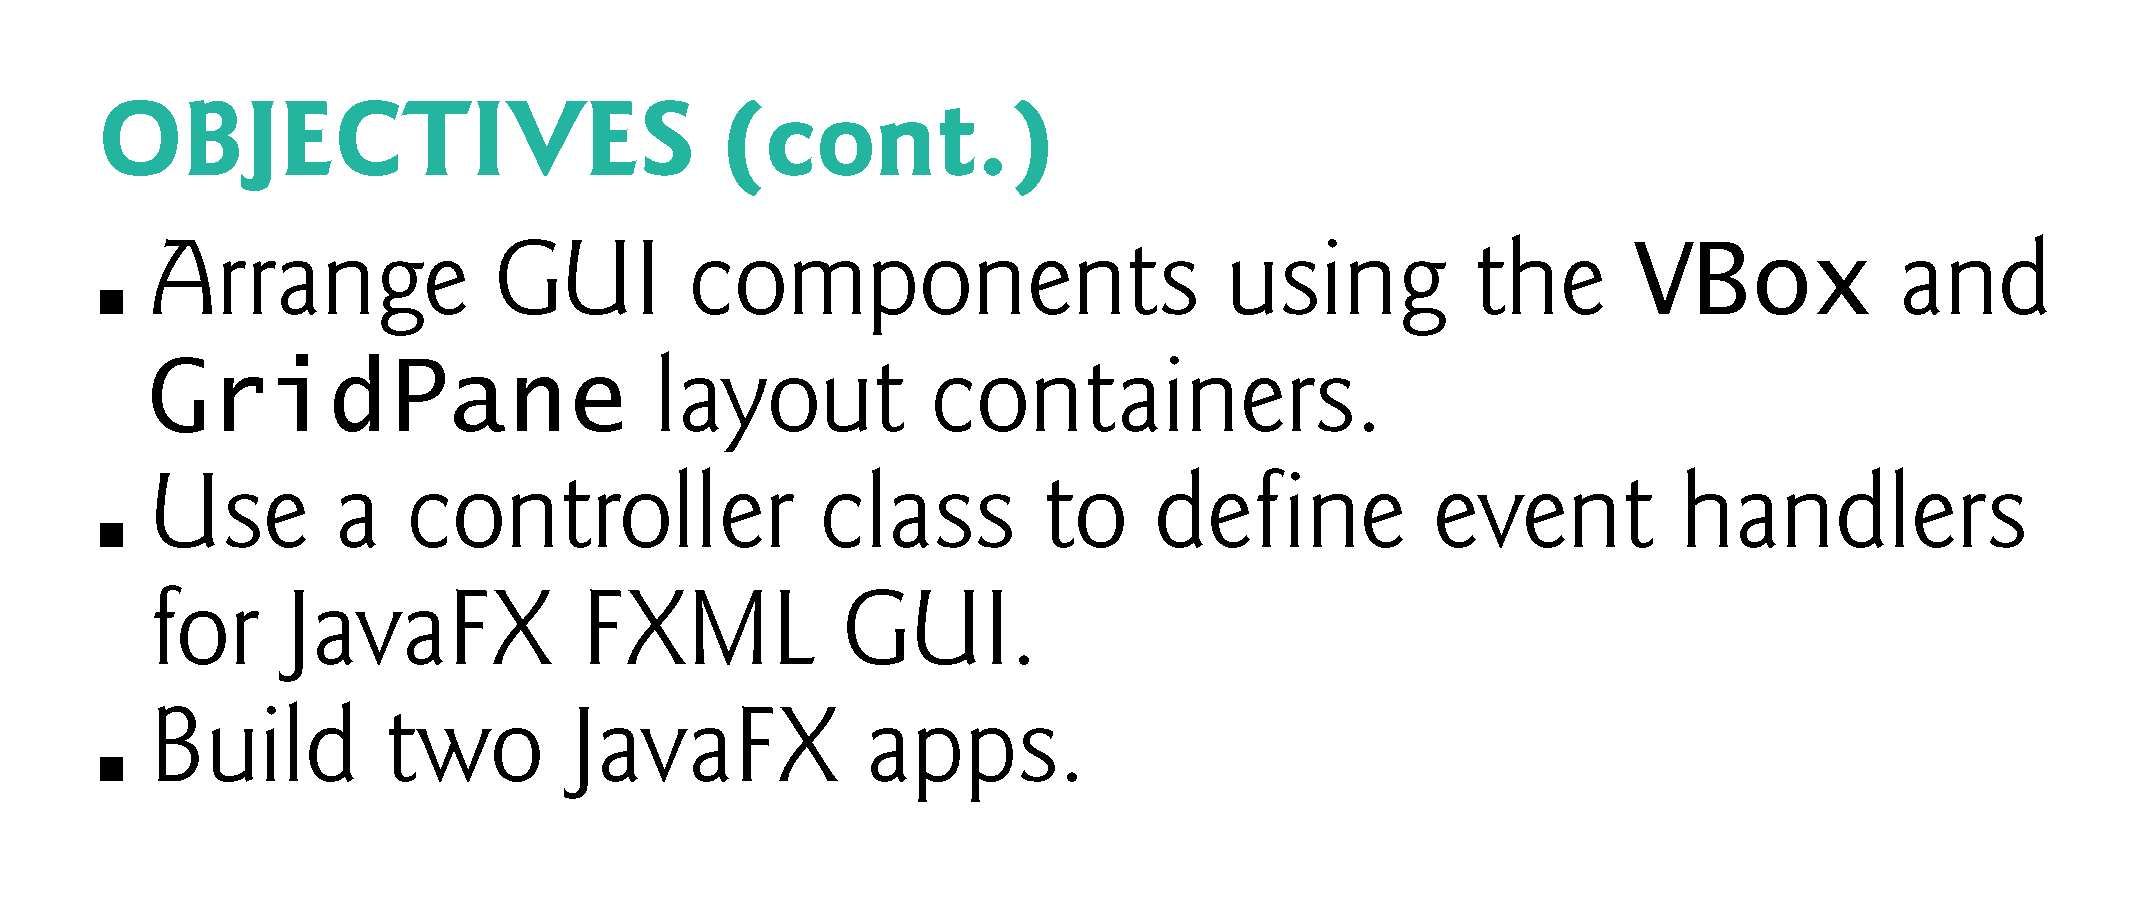 OBJECTIVES (cont.)
▪ Arrange GUI components using the VBox and
GridPane layout containers.
▪ Use a controller class to define event handlers
for JavaFX FXML GUI.
▪ Build two JavaFX apps.